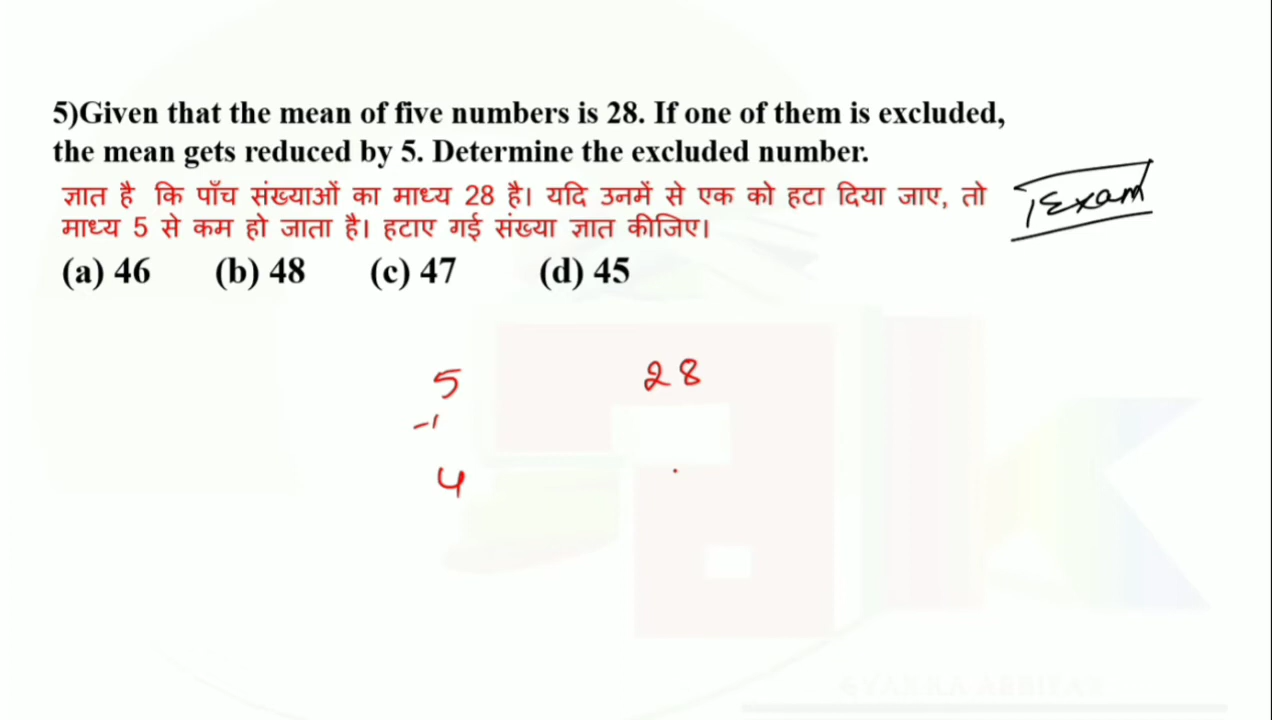 5)Given that the mean of five numbers is 28. If one of them is excluded,
the mean gets reduced by 5. Determine the excluded number.
ज्ञात है कि पाँच संख्याओं का माध्य 28 है। यदि उनमें से एक को हटा दिया जाए, तो
माध्य 5 से कम हो जाता है। हटाए गई संख्या ज्ञात कीजिए।
Exam
(a) 46 (b) 48 (c) 47 (d) 45
5 28
-1
4